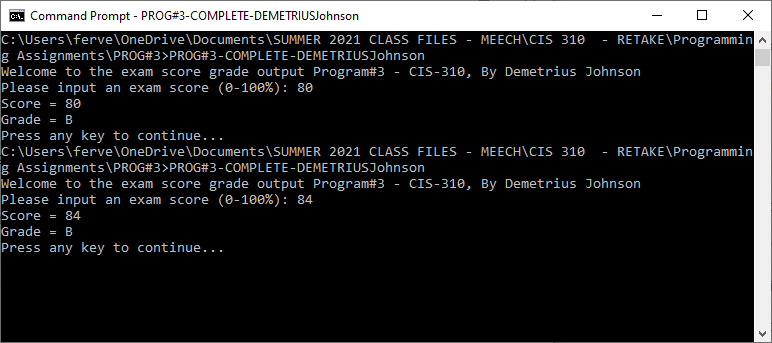 Command Prompt - PROG#3-COMPLETE-DEMETRIUSJohnson
C:\Users\ferve\OneDrive\Documents\SUMMER 2021 CLASS FILES - MEECH\CIS 310  - RETAKE\Programmin
g Assignments\PROG#3>PROG#3-COMPLETE-DEMETRIUSJohnson
Welcome to the exam score grade output Program#3 - CIS-310, By Demetrius Johnson
Please input an exam score (0-100%): 80
Score = 80
Grade = B
Press any key to continue...
C:\Users\ferve\OneDrive\Documents\SUMMER 2021 CLASS FILES - MEECH\CIS 310  - RETAKE\Programmin
g Assignments\PROG#3>PROG#3-COMPLETE-DEMETRIUSJohnson
Welcome to the exam score grade output Program#3 - CIS-310, By Demetrius Johnson
Please input an exam score (0-100%): 84
Score = 84
Grade = B
Press any key to continue...